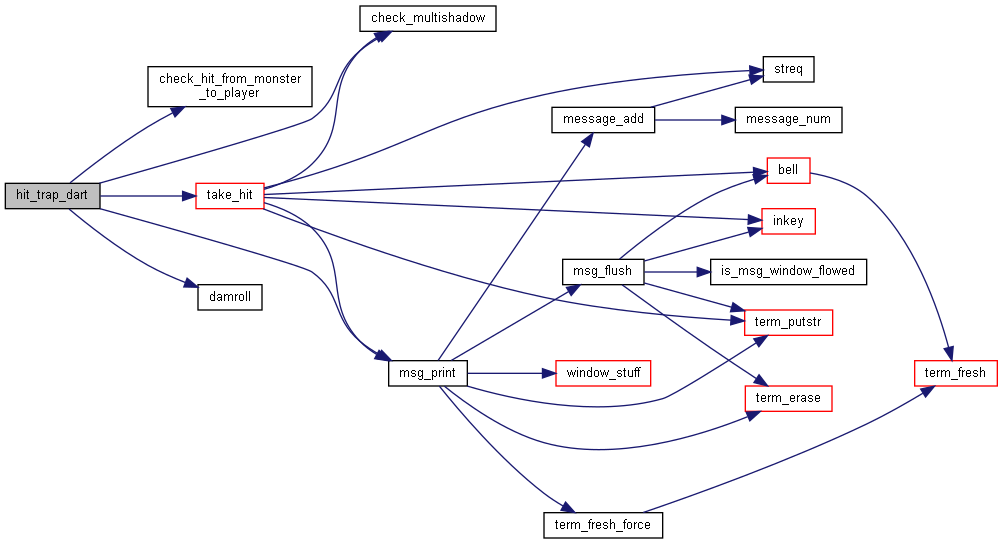 check_multishadow
check_hit_from_monster
_to_player
streq
message_add
message_num
bell
hit_trap_dart
take_hit
inkey
msg_flush
is_msg_window_flowed
damroll
term_putstr
msg_print
window_stuff
term_fresh
term_erase
term_fresh_force